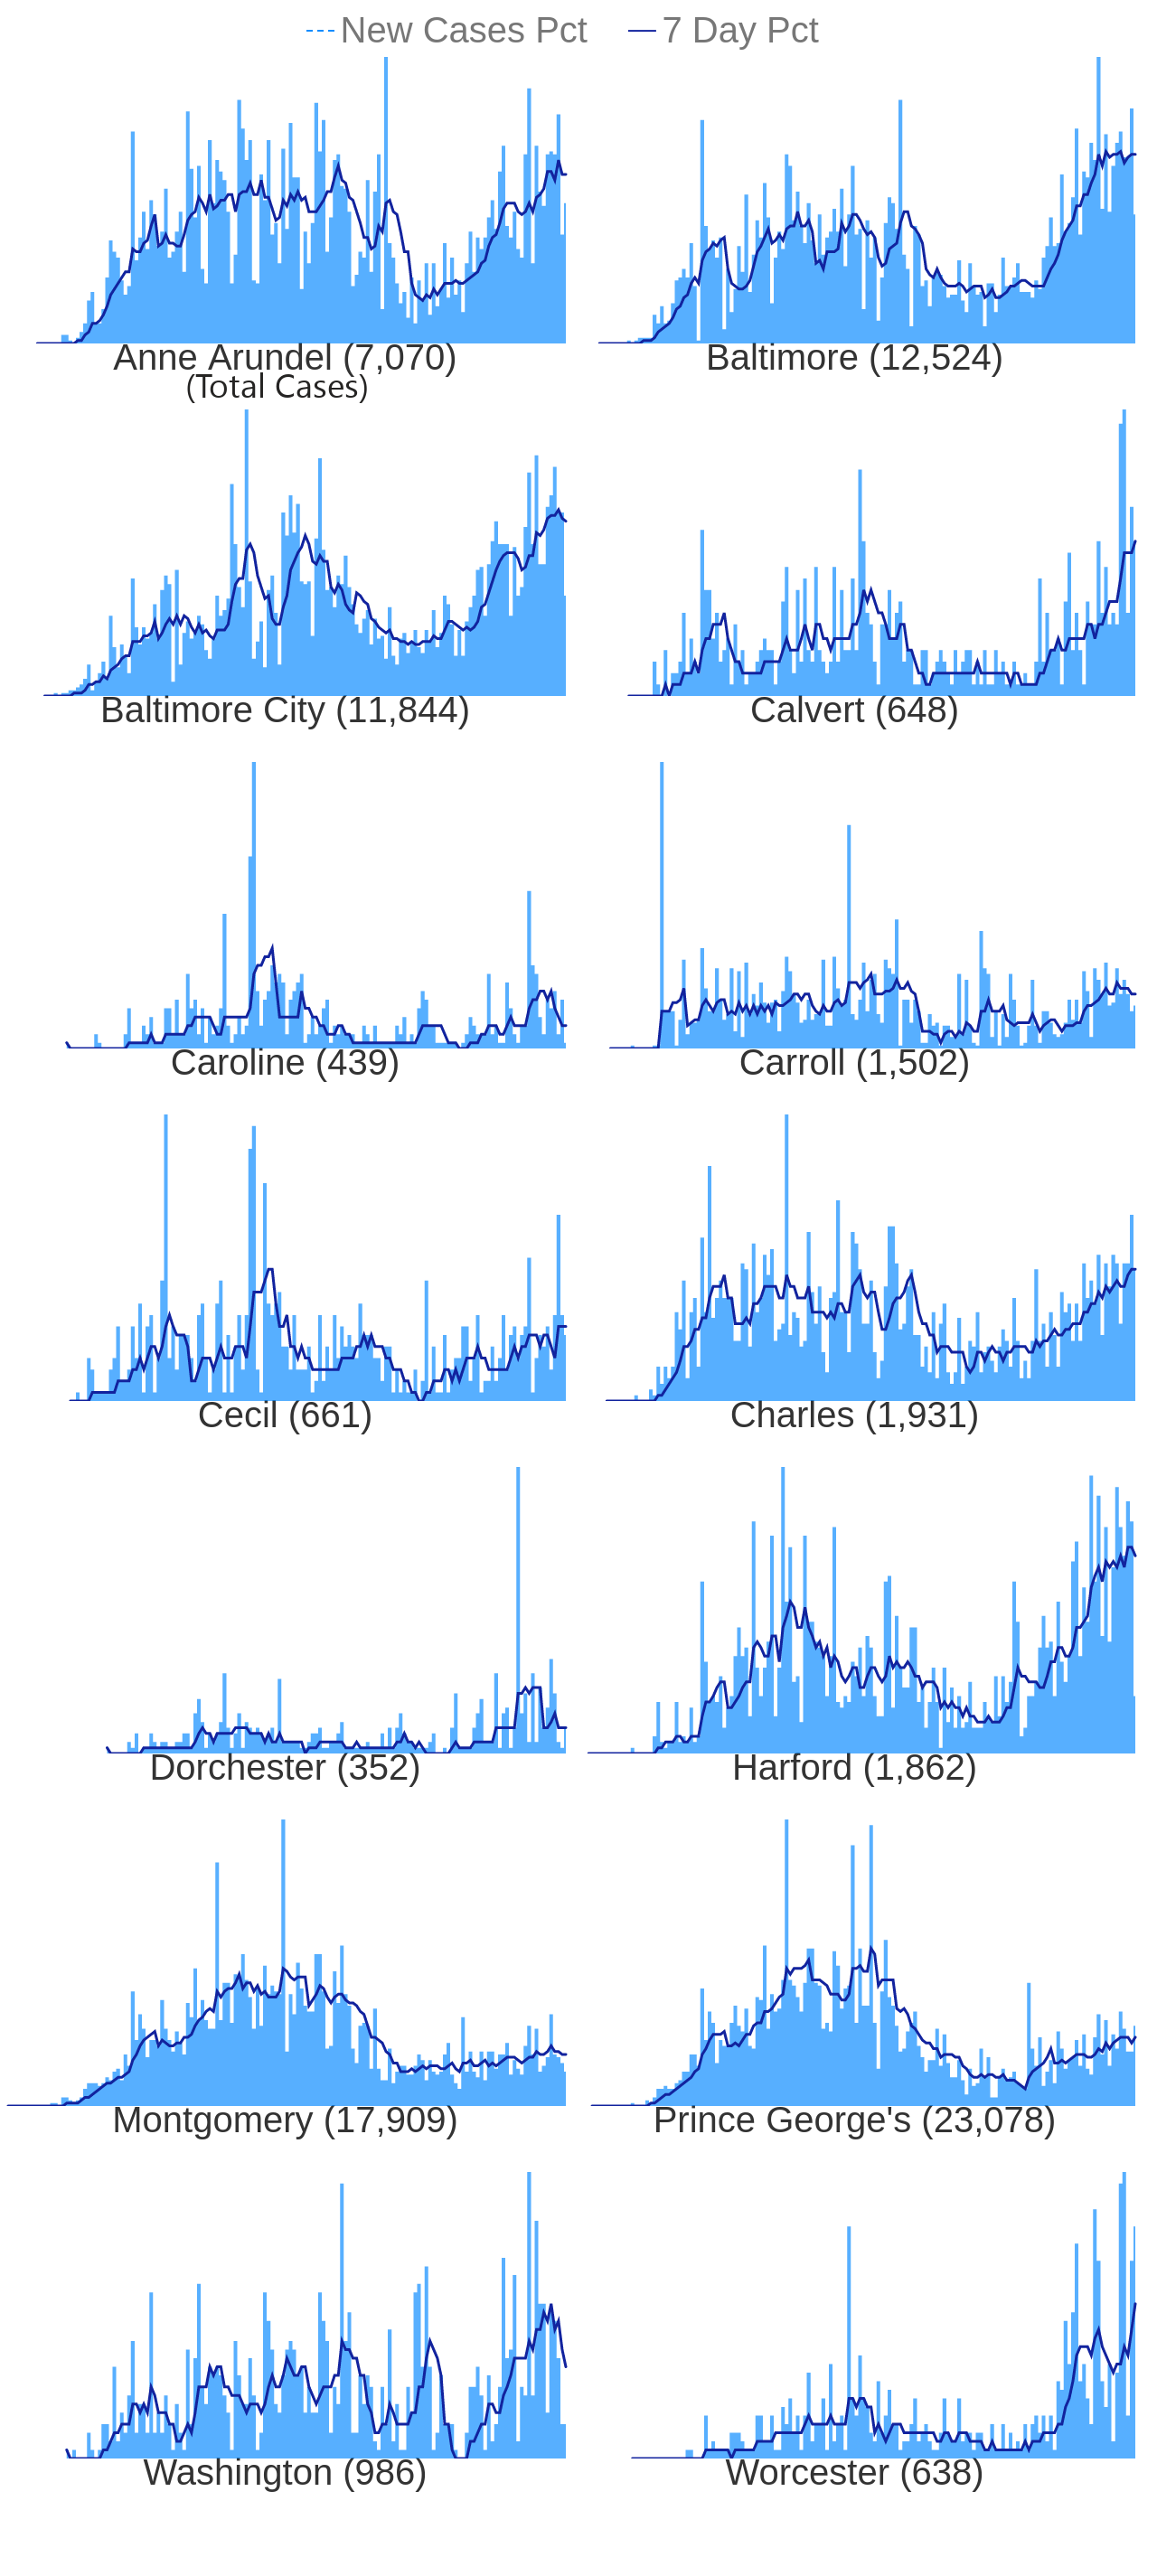 New Cases Pct 7 Day Pct
Anne Arundel (7,070) Baltimore (12,524)
(Total Cases)
Baltimore City (11,844) Calvert (648)
Caroline (439) Carroll (1,502)
Cecil (661) Charles (1,931)
Dorchester (352) Harford (1,862)
Montgomery (17,909) Prince George's (23,078)
Washington (986) Worcester (638)